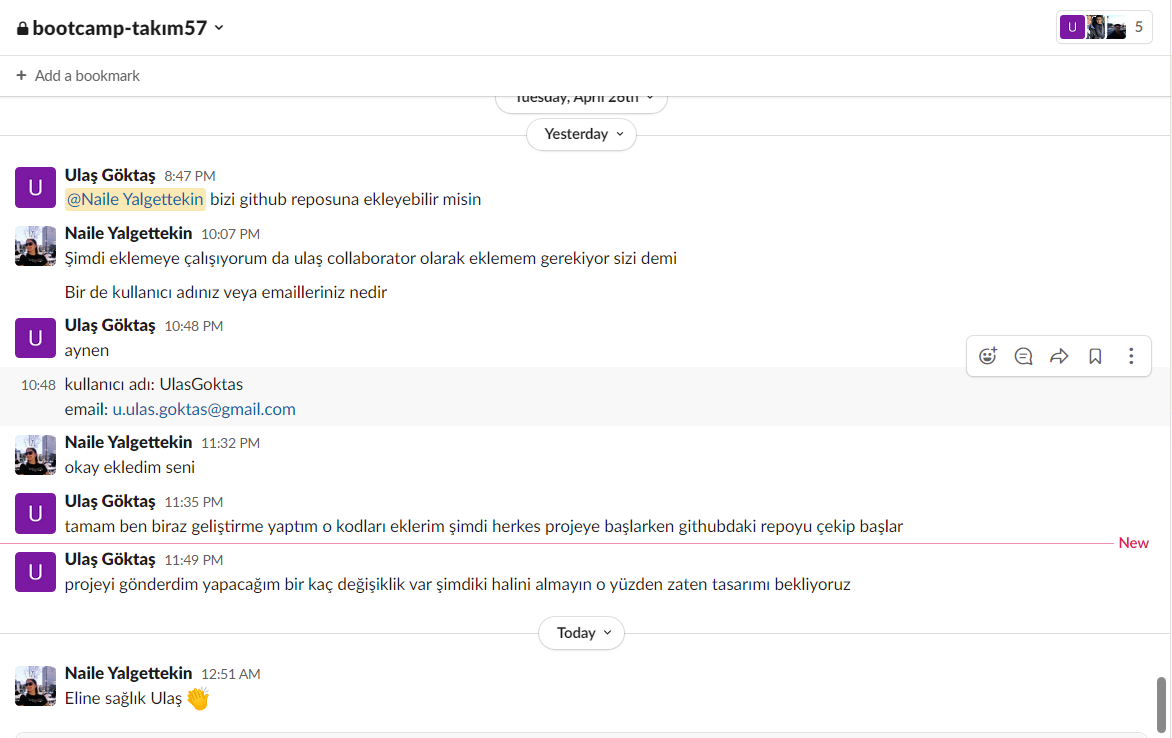 bootcamp-takım57
U
5
+ Add a bookmark
Tuesday, April 26th
Yesterday
U
Ulaş Göktaş 8:47 PM
@Naile Yalgettekin bizi github reposuna ekleyebilir misin
Naile Yalgettekin 10:07 PM
Şimdi eklemeye çalışıyorum da ulaş collaborator olarak eklemem gerekiyor sizi demi
Bir de kullanıcı adınız veya emailleriniz nedir
U
Ulaş Göktaş 10:48 PM
aynen
10:48 kullanıcı adı: UlasGoktas
email: u.ulas.goktas@gmail.com
Naile Yalgettekin 11:32 PM
okay ekledim seni
U
Ulaş Göktaş 11:35 PM
tamam ben biraz geliştirme yaptım o kodları eklerim şimdi herkes projeye başlarken githubdaki repoyu çekip başlar
New
U
Ulaş Göktaş 11:49 PM
projeyi gönderdim yapacağım bir kaç değişiklik var şimdiki halini almayın o yüzden zaten tasarımı bekliyoruz
Today
Naile Yalgettekin 12:51 AM
Eline sağlık Ulaş 👏